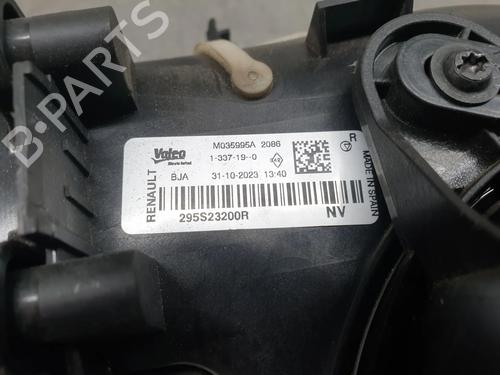 Valeo
M035995A 2086
R
1-337-19--0
BJA
31-10-2023 13:40
RENAULT
295S23200R
NV
MADE IN SPAIN
B-PARTS